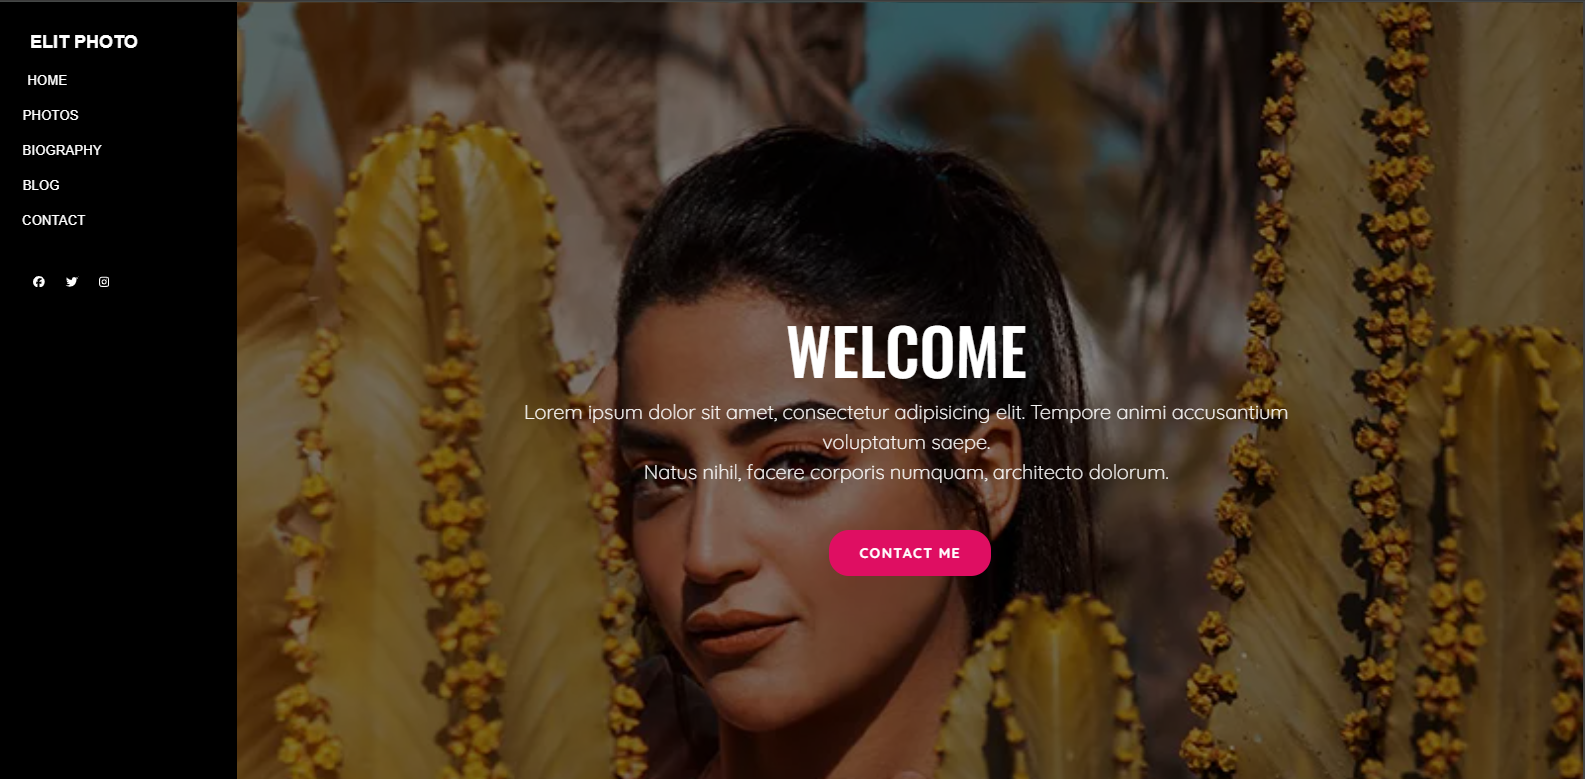 ELIT PHOTO
HOME
PHOTOS
BIOGRAPHY
BLOG
CONTACT
WELCOME
Lorem ipsum dolor sit amet, consectetur adipisicing elit. Tempore animi accusantium
voluptatum saepe.
Natus nihil, facere corporis numquam, architecto dolorum.
CONTACT ME